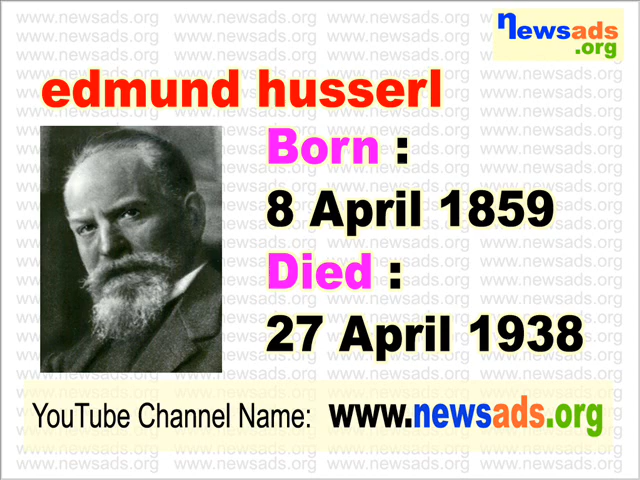 newsads
.org
edmund husserl
Born :
8 April 1859
Died :
27 April 1938
YouTube Channel Name: www.newsads.org